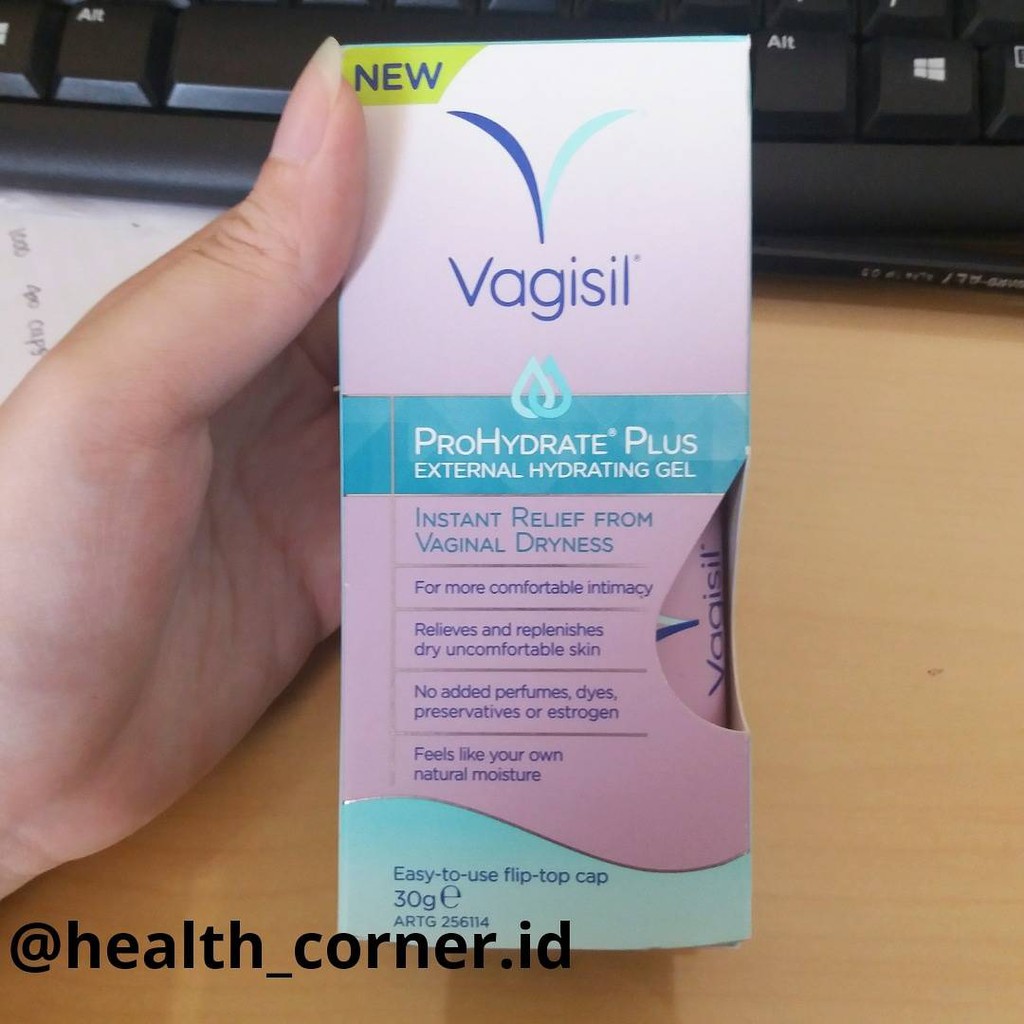 Alt
Alt
NEW
Vagisil®
PROHYDRATE® PLUS
EXTERNAL HYDRATING GEL
INSTANT RELIEF FROM
VAGINAL DRYNESS
For more comfortable intimacy
Relieves and replenishes
dry uncomfortable skin
No added perfumes, dyes,
preservatives or estrogen
Feels like your own
natural moisture
Vagisil
Easy-to-use flip-top cap
30g℮
ARTG 256114
@health_corner.id